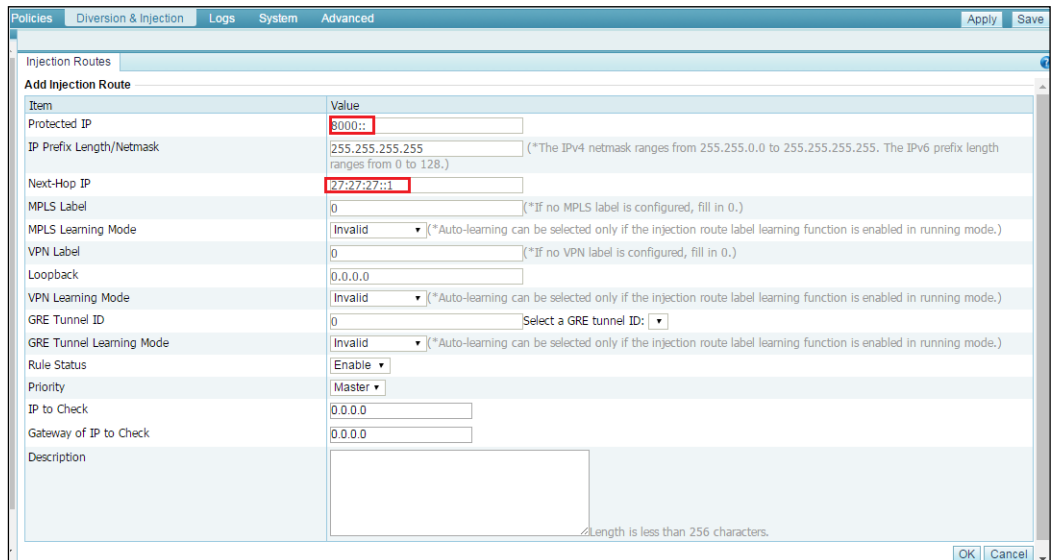 Policies Diversion & Injection Logs System Advanced Apply Save
Injection Routes
Add Injection Route
Item Value
Protected IP 8000::
IP Prefix Length/Netmask 255.255.255.255 (*The IPv4 netmask ranges from 255.255.0.0 to 255.255.255.255. The IPv6 prefix length
ranges from 0 to 128.)
Next-Hop IP 27:27:27::1
MPLS Label 0 (*If no MPLS label is configured, fill in 0.)
MPLS Learning Mode Invalid (*Auto-learning can be selected only if the injection route label learning function is enabled in running mode.)
VPN Label 0 (*If no VPN label is configured, fill in 0.)
Loopback 0.0.0.0
VPN Learning Mode Invalid (*Auto-learning can be selected only if the injection route label learning function is enabled in running mode.)
GRE Tunnel ID 0 Select a GRE tunnel ID:
GRE Tunnel Learning Mode Invalid (*Auto-learning can be selected only if the injection route label learning function is enabled in running mode.)
Rule Status Enable
Priority Master
IP to Check 0.0.0.0
Gateway of IP to Check 0.0.0.0
Description
Length is less than 256 characters.
OK Cancel